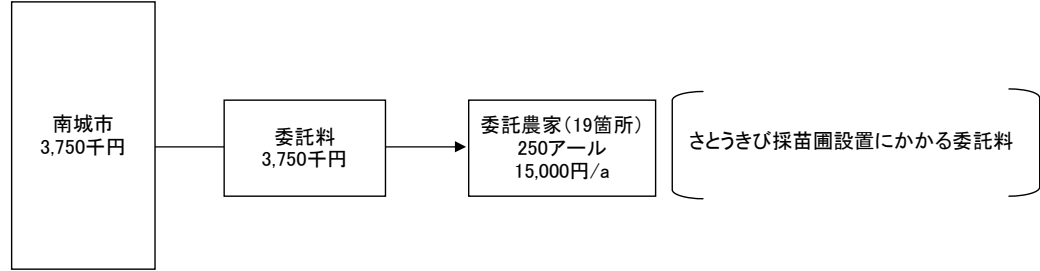 南城市
3,750千円
委託料
3,750千円
委託農家(19箇所)
250アール
15,000円/a
さとうきび採苗圃設置にかかる委託料